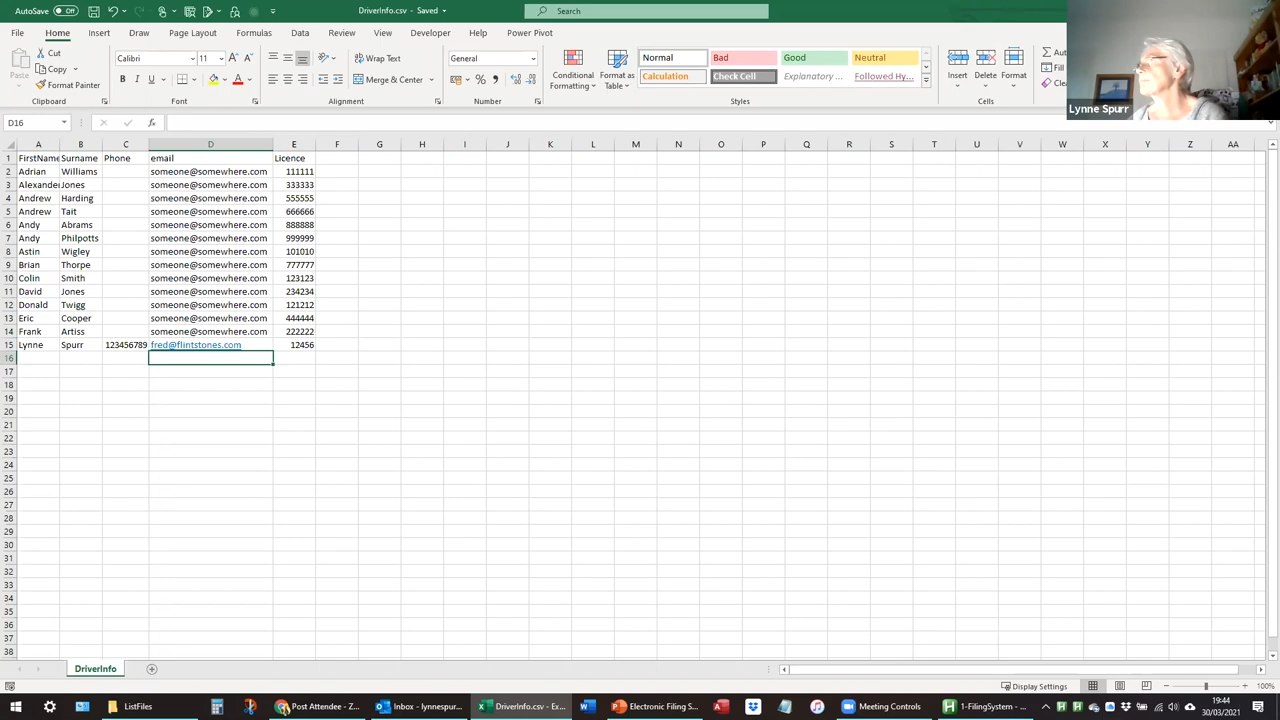 AutoSave Off DriverInfo.csv - Saved Search
File Home Insert Draw Page Layout Formulas Data Review View Developer Help Power Pivot
Paste Cut Copy Format Painter Clipboard
Calibri 11 B I U Font
Wrap Text Merge & Center Alignment
General % Number
Conditional Formatting Format as Table
Normal Bad Good Neutral
Calculation Check Cell Explanatory ... Followed Hy...
Styles
Insert Delete Format Cells
Lynne Spurr
D16 fx
A B C D E F G H I J K L M N O P Q R S T U V W X Y Z AA
1 FirstName Surname Phone email Licence
2 Adrian Williams someone@somewhere.com 111111
3 Alexander Jones someone@somewhere.com 333333
4 Andrew Harding someone@somewhere.com 555555
5 Andrew Tait someone@somewhere.com 666666
6 Andy Abrams someone@somewhere.com 888888
7 Andy Philpotts someone@somewhere.com 999999
8 Astin Wigley someone@somewhere.com 101010
9 Brian Thorpe someone@somewhere.com 777777
10 Colin Smith someone@somewhere.com 123123
11 David Jones someone@somewhere.com 234234
12 Donald Twigg someone@somewhere.com 121212
13 Eric Cooper someone@somewhere.com 444444
14 Frank Artiss someone@somewhere.com 222222
15 Lynne Spurr 123456789 fred@flintstones.com 12456
16
17
18
19
20
21
22
23
24
25
26
27
28
29
30
31
32
33
34
35
36
37
38
DriverInfo
Display Settings 100%
ListFiles Post Attendee - Z... Inbox - lynnespur... DriverInfo.csv - Ex... Electronic Filing S... Meeting Controls 1-FilingSystem - ... 19:44
30/03/2021